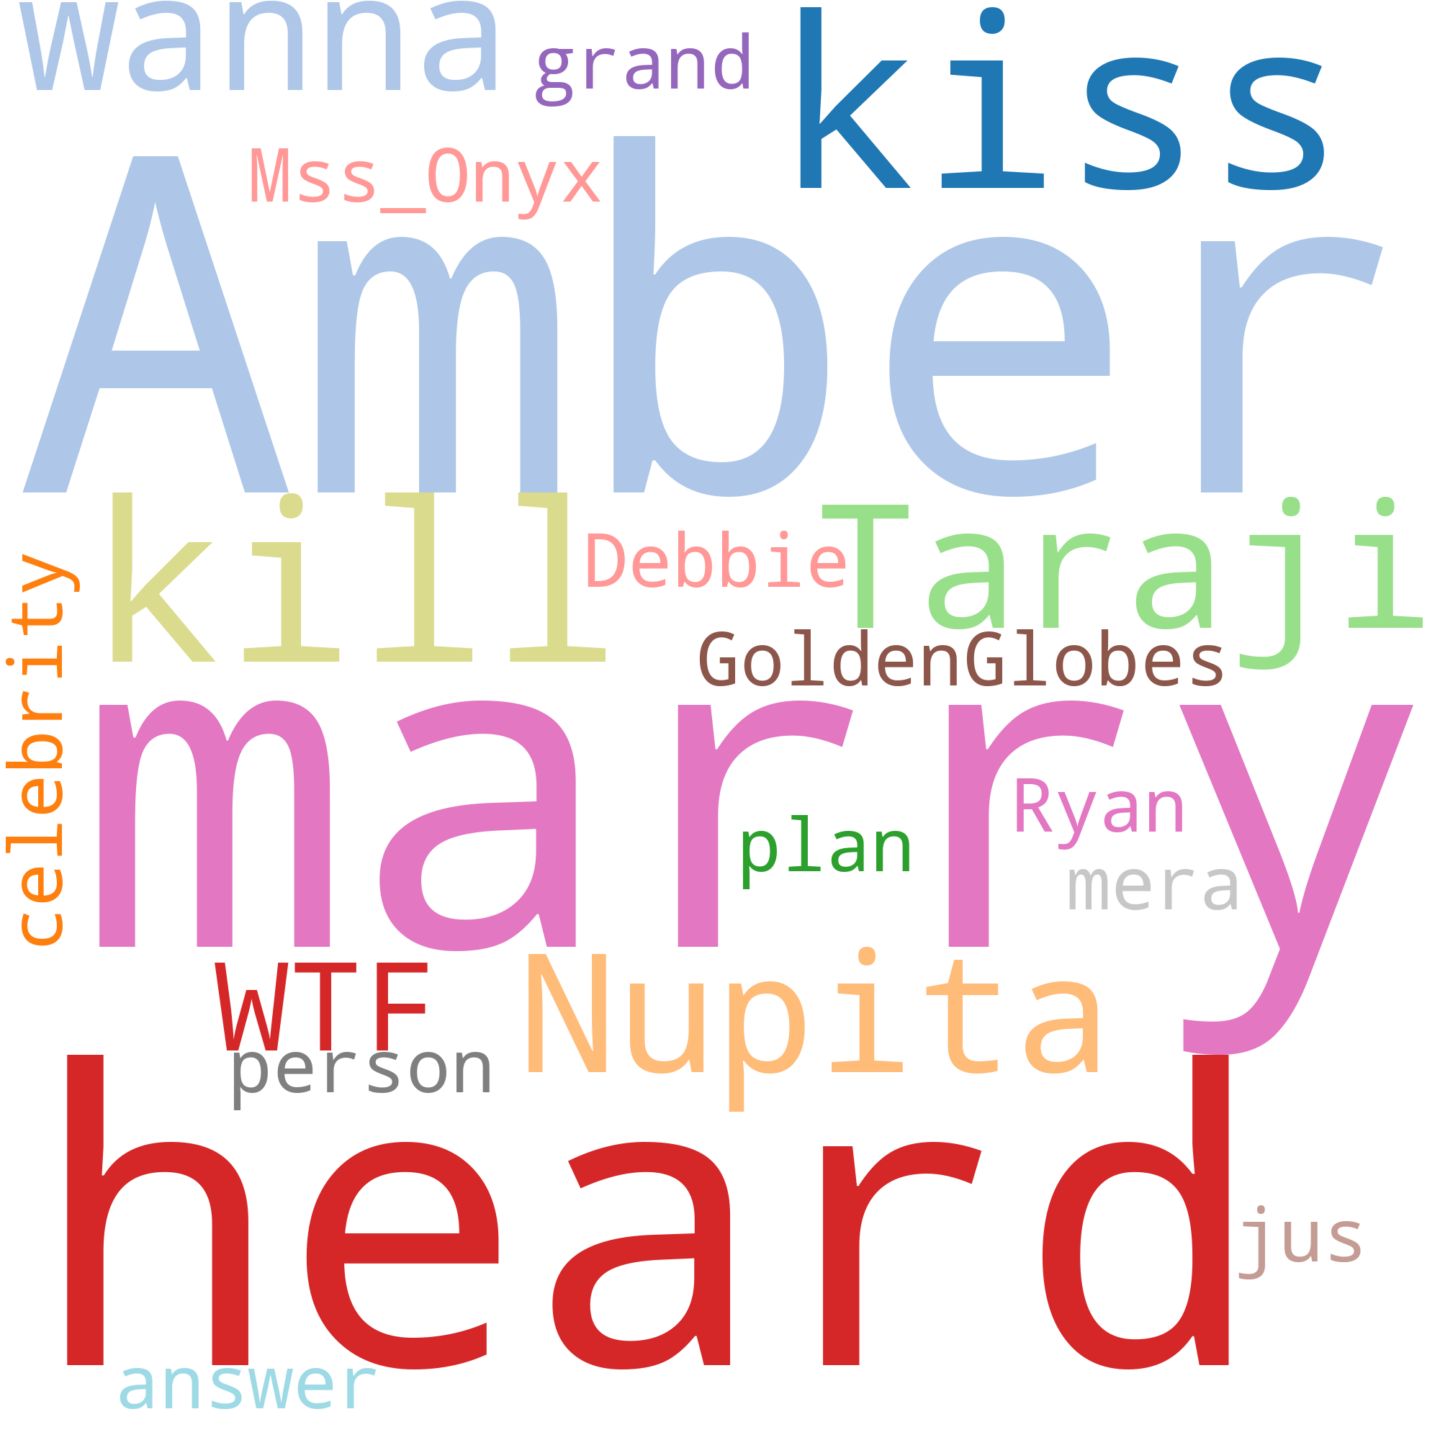 wanna
grand
kiss
Mss_Onyx
Amber
kill
Debbie
Taraji
celebrity
GoldenGlobes
marry
Ryan
plan
mera
WTF
Nupita
person
heard
jus
answer